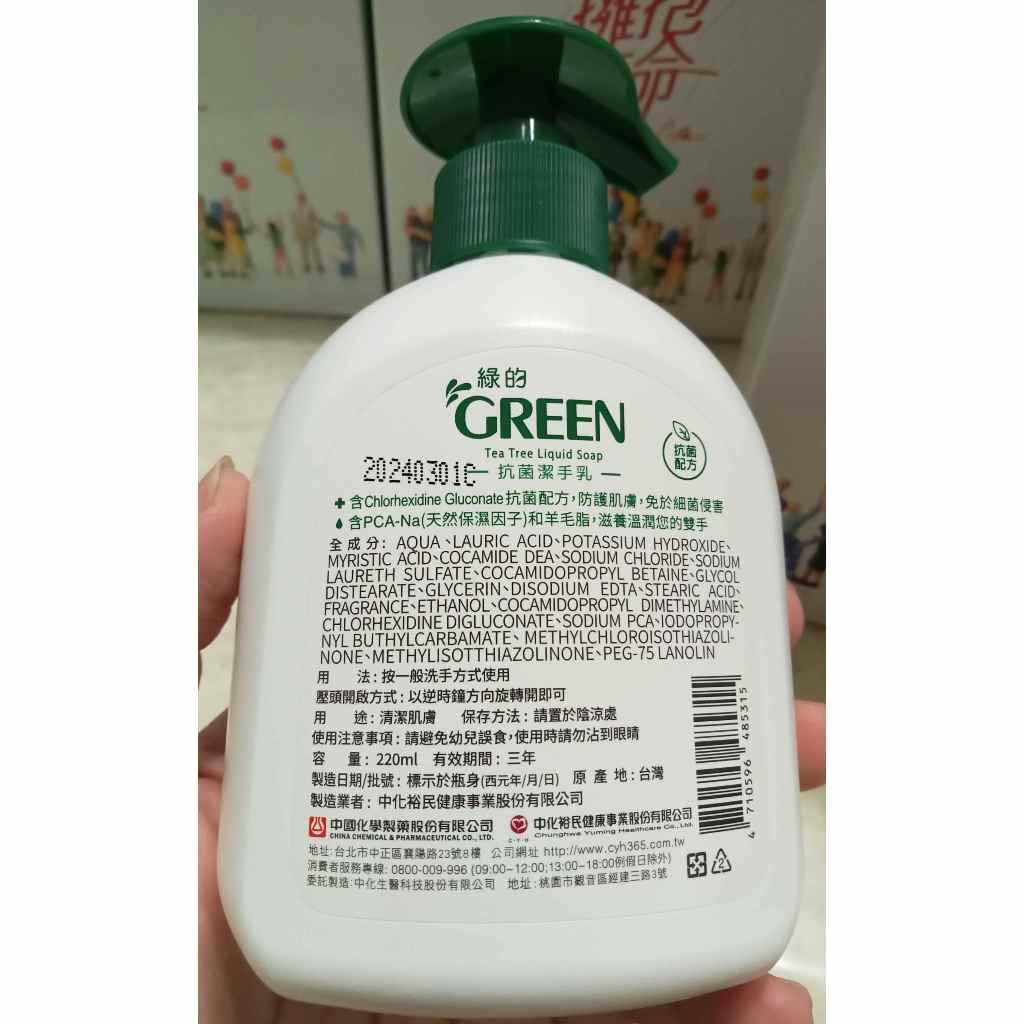 擁抱
命
綠的
GREEN
Tea Tree Liquid Soap
20240301C
抗菌潔手乳
抗菌
配方
含Chlorhexidine Gluconate抗菌配方，防護肌膚，免於細菌侵害
含PCA-Na(天然保濕因子)和羊毛脂，滋養溫潤您的雙手
全成分：AQUA、LAURIC ACID、POTASSIUM HYDROXIDE、
MYRISTIC ACID、COCAMIDE DEA、SODIUM CHLORIDE、SODIUM
LAURETH SULFATE、COCAMIDOPROPYL BETAINE、GLYCOL
DISTEARATE、GLYCERIN、DISODIUM EDTA、STEARIC ACID、
FRAGRANCE、ETHANOL、COCAMIDOPROPYL DIMETHYLAMINE、
CHLORHEXIDINE DIGLUCONATE、SODIUM PCA、IODOPROPY-
NYL BUTHYLCARBAMATE、METHYLCHLOROISOTHIAZOLI-
NONE、METHYLISOTTHIAZOLINONE、PEG-75 LANOLIN
用 法：按一般洗手方式使用
壓頭開啟方式：以逆時鐘方向旋轉開即可
用 途：清潔肌膚 保存方法：請置於陰涼處
使用注意事項：請避免幼兒誤食，使用時請勿沾到眼睛
容 量：220ml 有效期間：三年
製造日期/批號：標示於瓶身(西元年/月/日) 原產地：台灣
製造業者：中化裕民健康事業股份有限公司
中國化學製藥股份有限公司
CHINA CHEMICAL & PHARMACEUTICAL CO., LTD.
C·Y·H
中化裕民健康事業股份有限公司
Chunghwa Yuming Healthcare Co., Ltd.
地址：台北市中正區襄陽路23號8樓 公司網址 http://www.cyh365.com.tw
消費者服務專線：0800-009-996 (09:00~12:00;13:00~18:00例假日除外)
委託製造：中化生醫科技股份有限公司 地址：桃園市觀音區經建三路3號
2
4 710596 485315